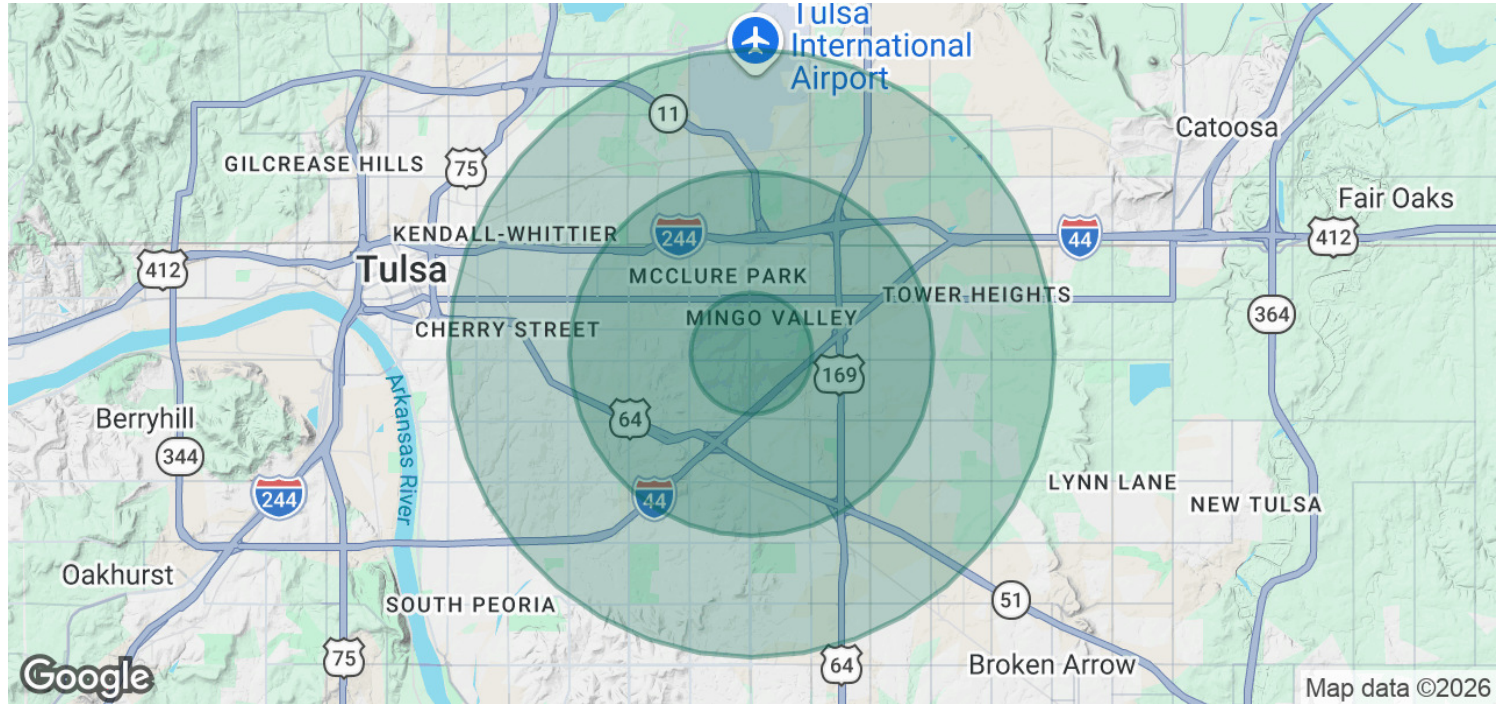 Tulsa
International
Airport
11
Catoosa
GILCREASE HILLS
75
Fair Oaks
KENDALL-WHITTIER
244
44
412
412
Tulsa
MCCLURE PARK
TOWER HEIGHTS
MINGO VALLEY
364
CHERRY STREET
169
Arkansas River
Berryhill
64
344
LYNN LANE
244
44
NEW TULSA
Oakhurst
SOUTH PEORIA
51
75
64
Broken Arrow
Google
Map data ©2026